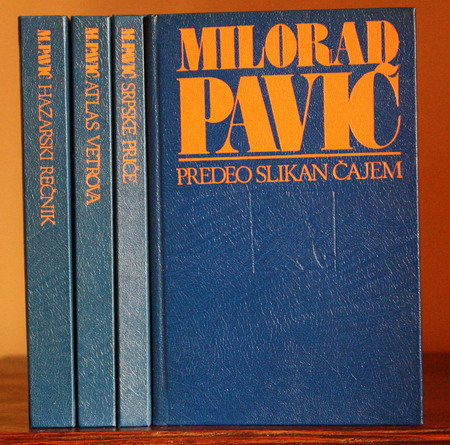 M. PAVIĆ HAZARSKI REČNIK
M. PAVIĆ ATLAS VETROVA
M. PAVIĆ SRPSKE PRIČE
MILORAD
PAVIĆ
PREDEO SLIKAN ČAJEM